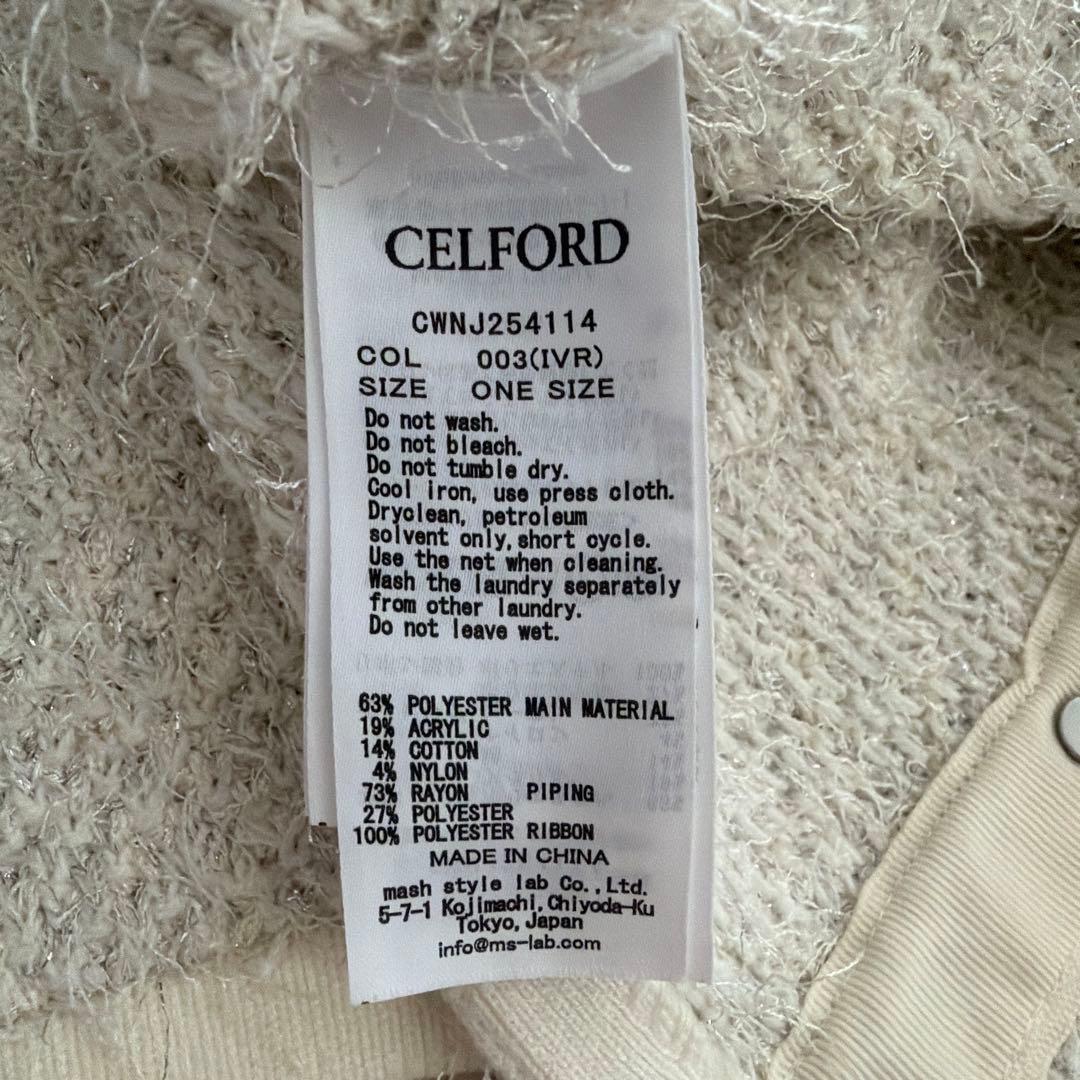 CELFORD
CWNJ254114
COL 003(IVR)
SIZE ONE SIZE
Do not wash.
Do not bleach.
Do not tumble dry.
Cool iron, use press cloth.
Dryclean, petroleum
solvent only,short cycle.
Use the net when cleaning.
Wash the laundry separately
from other laundry.
Do not leave wet.
63% POLYESTER MAIN MATERIAL
19% ACRYLIC
14% COTTON
4% NYLON
73% RAYON PIPING
27% POLYESTER
100% POLYESTER RIBBON
MADE IN CHINA
mash style lab Co.,Ltd.
5-7-1 Kojimachi,Chiyoda-Ku
Tokyo,Japan
info@ms-lab.com